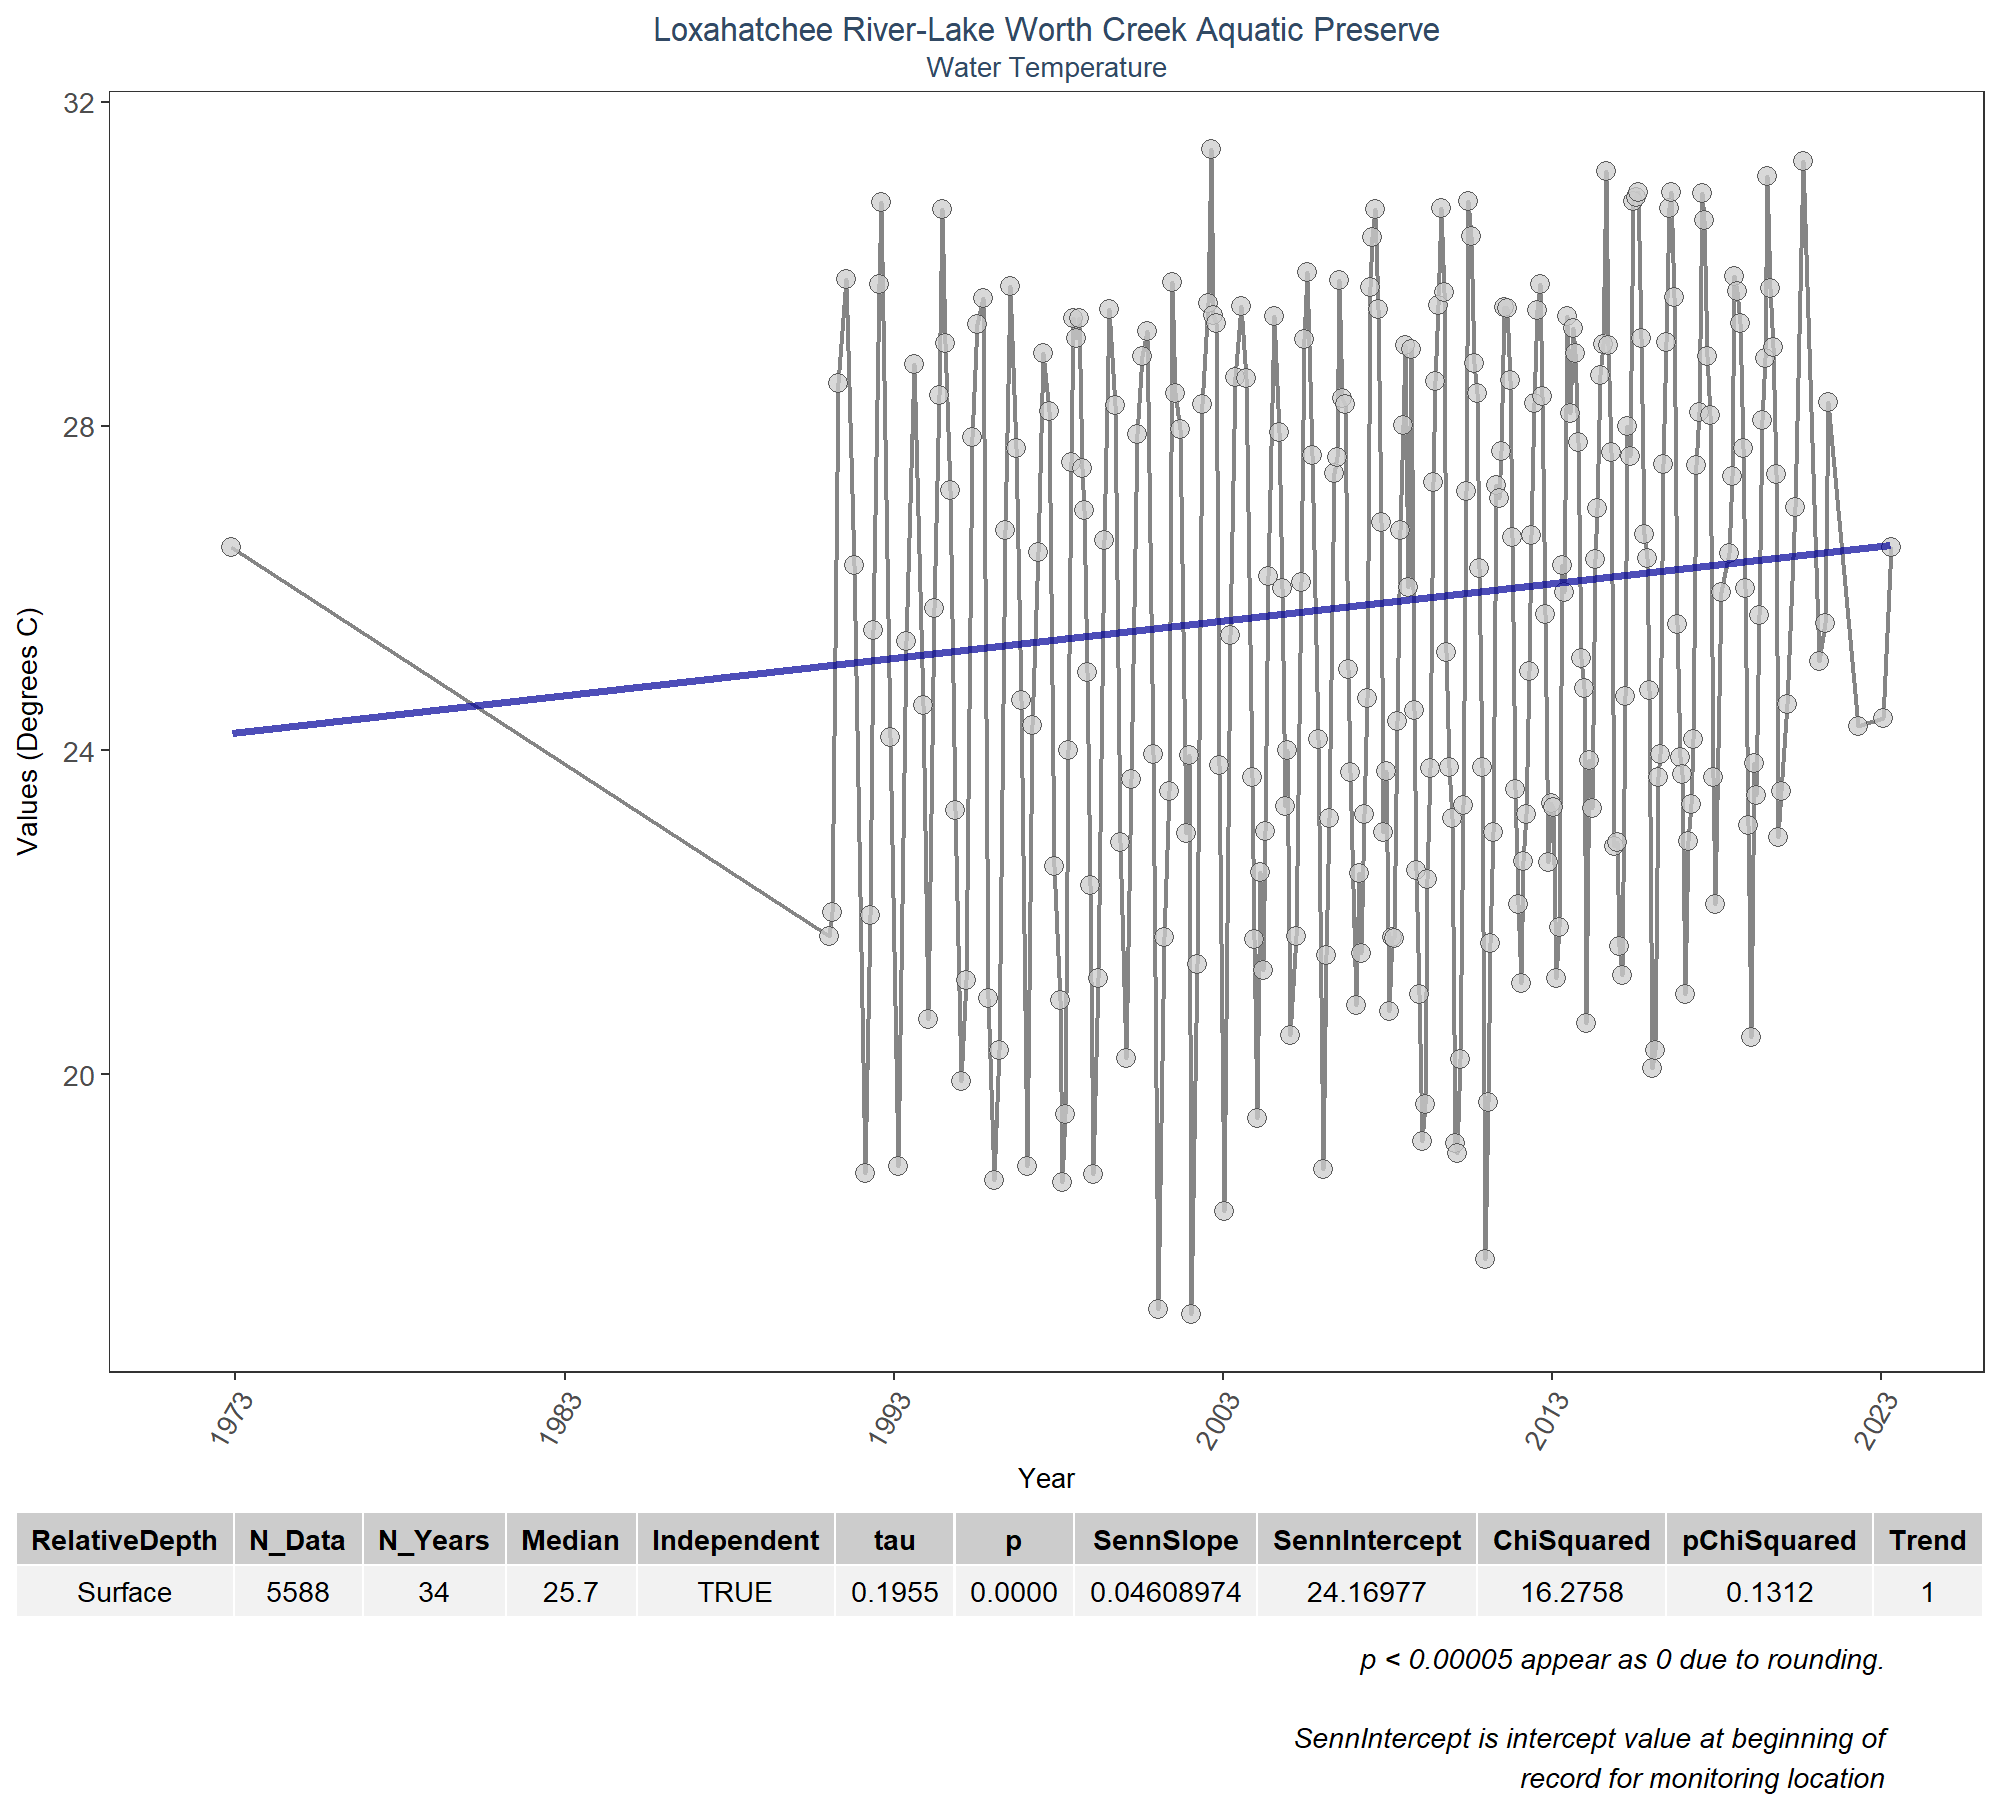 Loxahatchee River-Lake Worth Creek Aquatic Preserve
Water Temperature
Values (Degrees C)
32
28
24
20
1973
1983
1993
2003
2013
2023
Year
RelativeDepth N_Data N_Years Median Independent tau p SennSlope SennIntercept ChiSquared pChiSquared Trend
Surface 5588 34 25.7 TRUE 0.1955 0.0000 0.04608974 24.16977 16.2758 0.1312 1
p < 0.00005 appear as 0 due to rounding.
SennIntercept is intercept value at beginning of
record for monitoring location